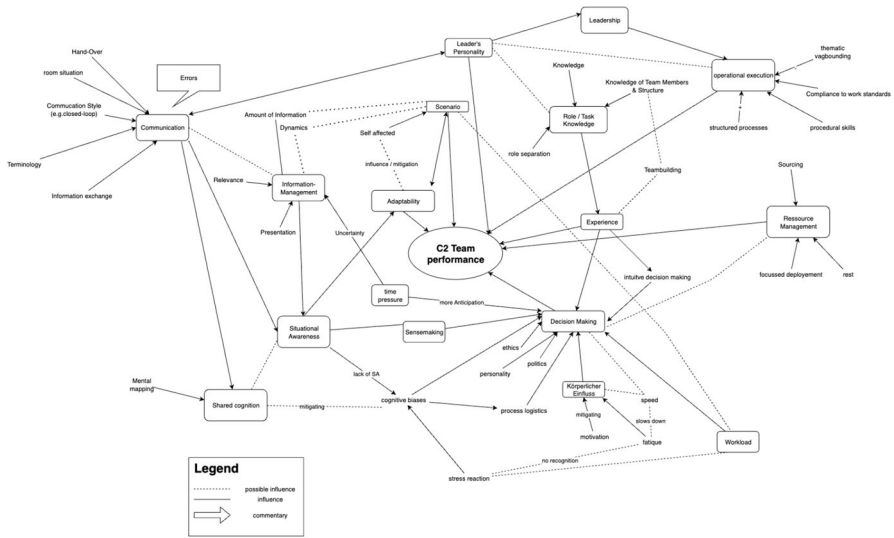 Leadership
Hand-Over
Leader's
Personality
thematic
vagbounding
room situation
Errors
Knowledge
operational execution
Knowledge of Team Members
& Structure
Compliance to work standards
Commucation Style
(e.g.closed-loop)
Amount of Information
Scenario
Communication
Dynamics
Self affected
Role / Task
Knowledge
structured processes
procedural skills
role separation
Terminology
influence / mitigation
Teambuilding
Sourcing
Relevance
Information-
Management
Information exchange
Adaptability
Experience
Ressource
Management
Presentation
Uncertainty
C2 Team
performance
intuitve decision making
focussed deployement
rest
time
pressure
more Anticipation
Situational
Awareness
Sensemaking
Decision Making
ethics
politics
lack of SA
personality
Mental
mapping
Körperlicher
Einfluss
Shared cognition
mitigating
cognitive biases
speed
process logistics
mitigating
slows down
motivation
fatique
Workload
no recognition
stress reaction
Legend
possible influence
influence
commentary